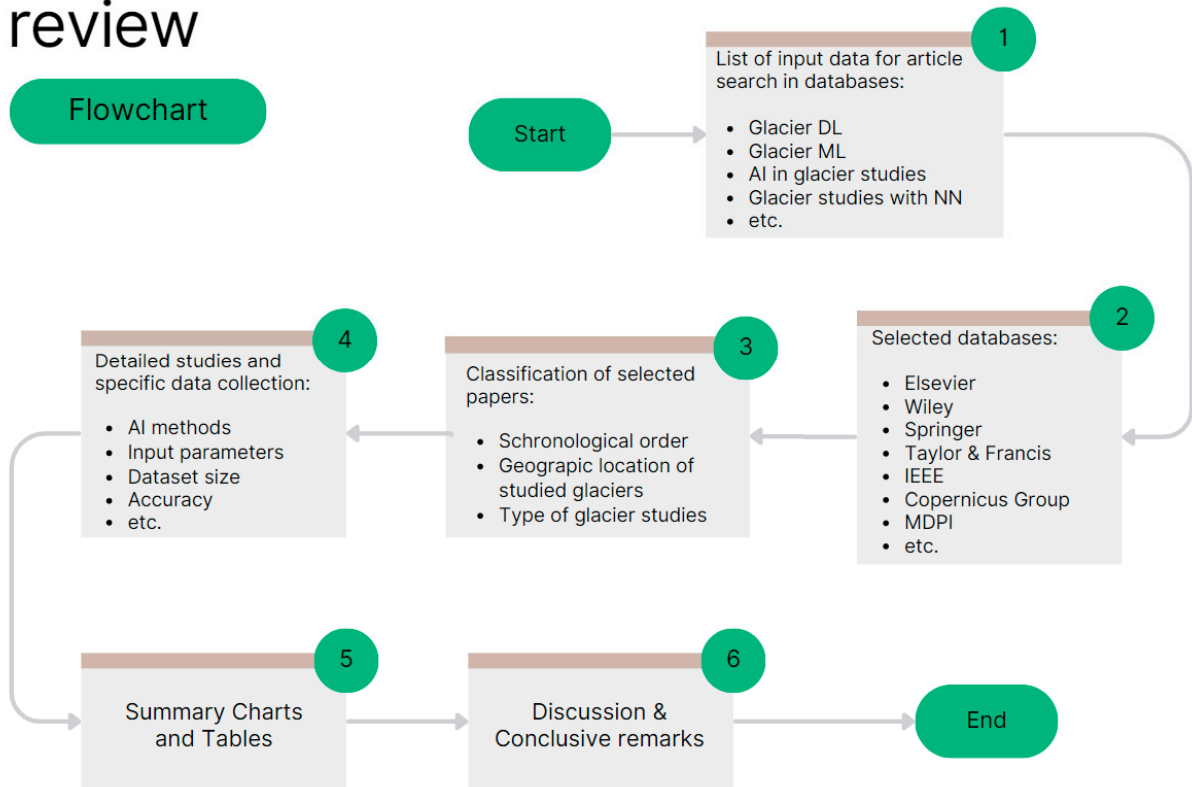 review
Flowchart
Start
1
List of input data for article
search in databases:
• Glacier DL
• Glacier ML
• AI in glacier studies
• Glacier studies with NN
• etc.
2
Selected databases:
• Elsevier
• Wiley
• Springer
• Taylor & Francis
• IEEE
• Copernicus Group
• MDPI
• etc.
3
Classification of selected
papers:
• Schronological order
• Geograpic location of
studied glaciers
• Type of glacier studies
4
Detailed studies and
specific data collection:
• AI methods
• Input parameters
• Dataset size
• Accuracy
• etc.
5
Summary Charts
and Tables
6
Discussion &
Conclusive remarks
End